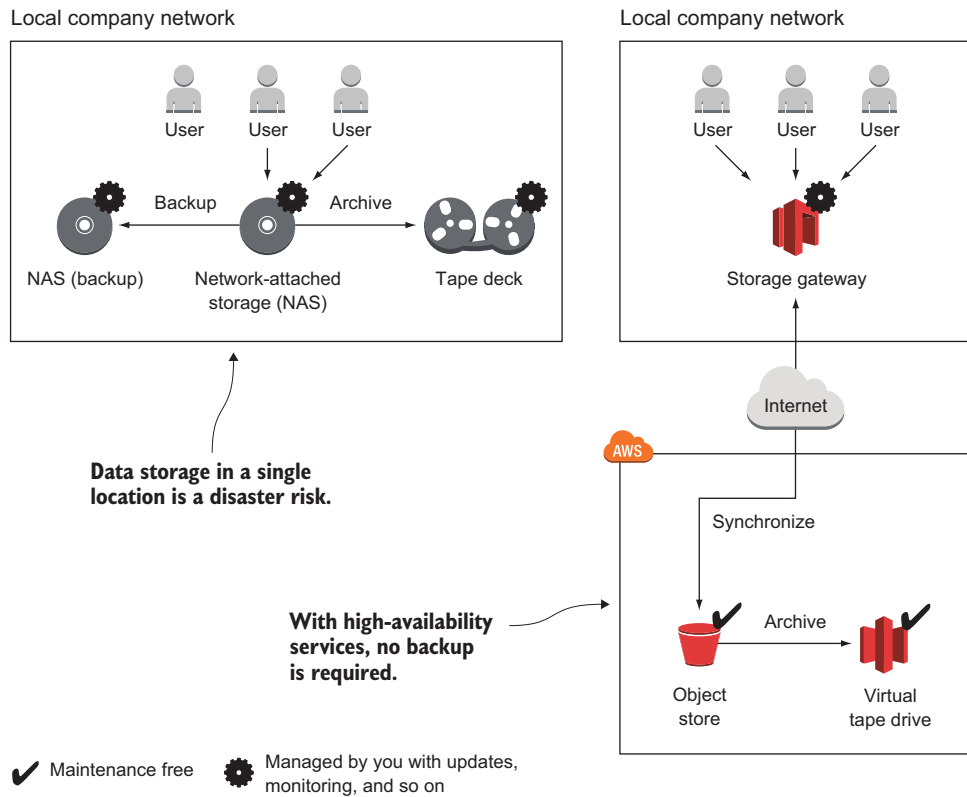 Local company network
User
User
User
Backup
Archive
NAS (backup)
Network-attached
storage (NAS)
Tape deck
Data storage in a single
location is a disaster risk.
Local company network
User
User
User
Storage gateway
Internet
AWS
Synchronize
With high-availability
services, no backup
is required.
Archive
Object
store
Virtual
tape drive
Maintenance free
Managed by you with updates,
monitoring, and so on